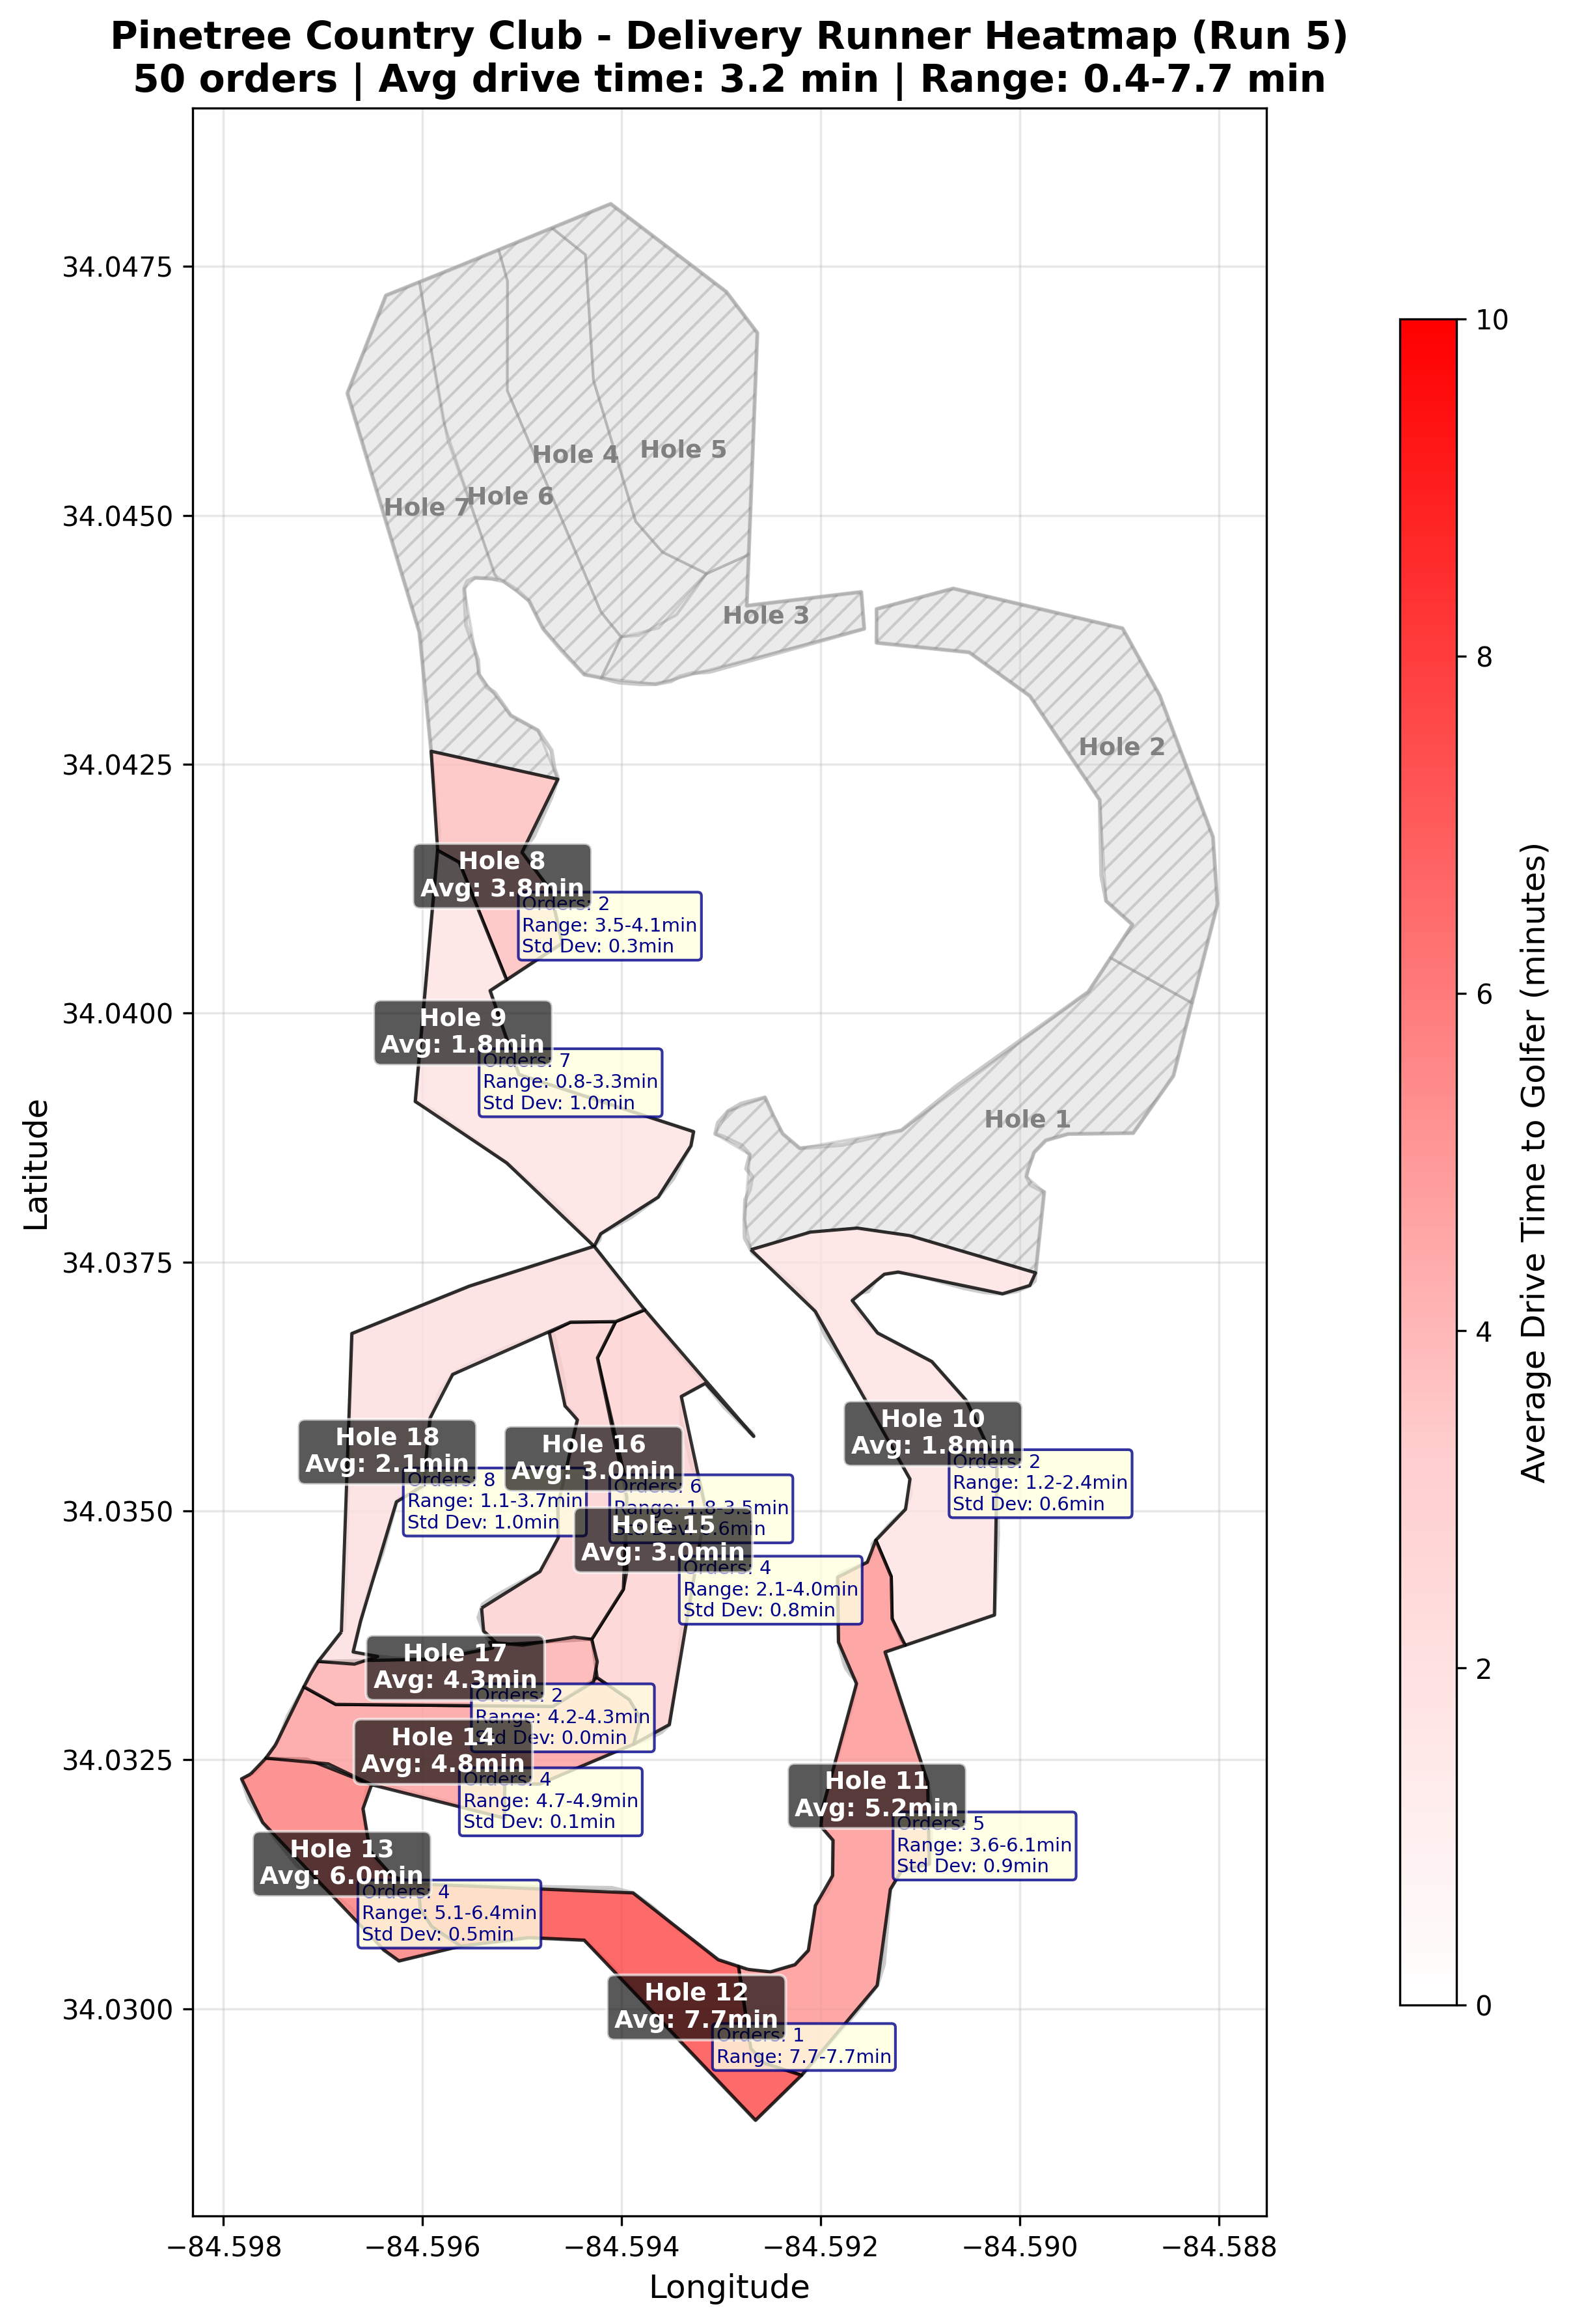 Pinetree Country Club - Delivery Runner Heatmap (Run 5)
50 orders | Avg drive time: 3.2 min | Range: 0.4-7.7 min
34.0475
34.0450
34.0425
34.0400
34.0375
34.0350
34.0325
34.0300
Latitude
−84.598
−84.596
−84.594
−84.592
−84.590
−84.588
Longitude
Hole 5
Hole 4
Hole 6
Hole 7
Hole 3
Hole 2
Hole 1
Hole 8
Avg: 3.8min
Orders: 2
Range: 3.5-4.1min
Std Dev: 0.3min
Hole 9
Avg: 1.8min
Orders: 7
Range: 0.8-3.3min
Std Dev: 1.0min
Hole 10
Avg: 1.8min
Orders: 2
Range: 1.2-2.4min
Std Dev: 0.6min
Hole 18
Avg: 2.1min
Orders: 8
Range: 1.1-3.7min
Std Dev: 1.0min
Hole 16
Avg: 3.0min
Orders: 6
Range: 1.8-3.5min
Std Dev: 0.6min
Hole 15
Avg: 3.0min
Orders: 4
Range: 2.1-4.0min
Std Dev: 0.8min
Hole 17
Avg: 4.3min
Orders: 2
Range: 4.2-4.3min
Std Dev: 0.0min
Hole 14
Avg: 4.8min
Orders: 4
Range: 4.7-4.9min
Std Dev: 0.1min
Hole 11
Avg: 5.2min
Orders: 5
Range: 3.6-6.1min
Std Dev: 0.9min
Hole 13
Avg: 6.0min
Orders: 4
Range: 5.1-6.4min
Std Dev: 0.5min
Hole 12
Avg: 7.7min
Orders: 1
Range: 7.7-7.7min
10
8
6
4
2
0
Average Drive Time to Golfer (minutes)